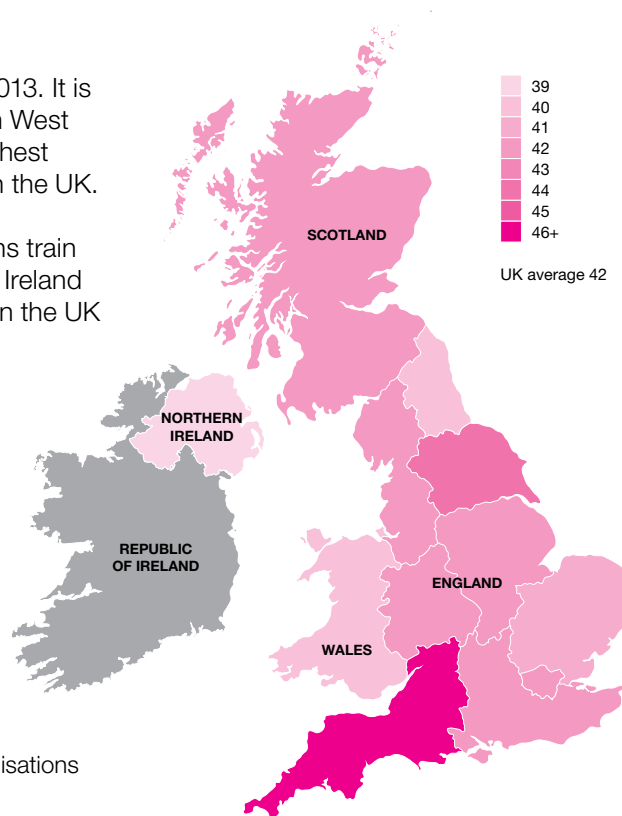 013. It is
West
hest
n the UK.
ns train
Ireland
n the UK
39
40
41
42
43
44
45
46+
UK average 42
SCOTLAND
NORTHERN
IRELAND
REPUBLIC
OF IRELAND
ENGLAND
WALES
isations